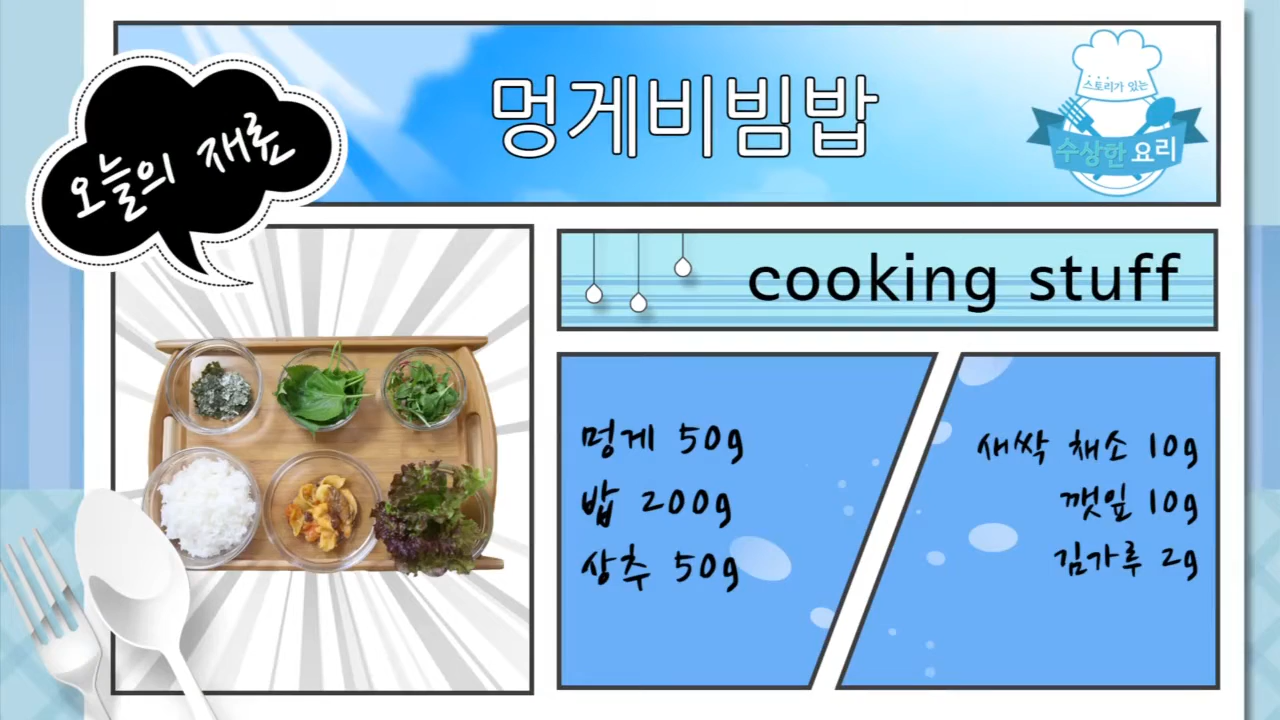 오늘의 재료
멍게비빔밥
스토리가 있는
수상한 요리
cooking stuff
멍게 50g
밥 200g
상추 50g
새싹 채소 10g
깻잎 10g
김가루 2g